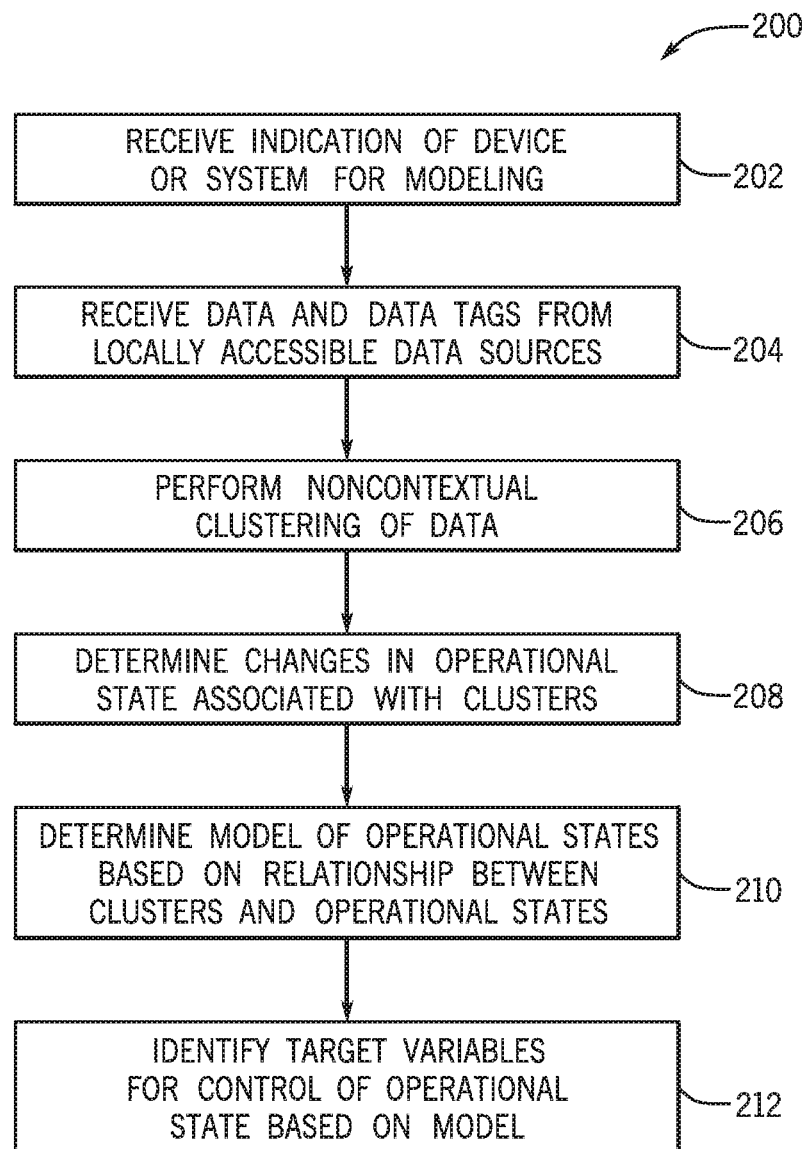 200
RECEIVE INDICATION OF DEVICE
OR SYSTEM FOR MODELING
202
RECEIVE DATA AND DATA TAGS FROM
LOCALLY ACCESSIBLE DATA SOURCES
204
PERFORM NONCONTEXTUAL
CLUSTERING OF DATA
206
DETERMINE CHANGES IN OPERATIONAL
STATE ASSOCIATED WITH CLUSTERS
208
DETERMINE MODEL OF OPERATIONAL STATES
BASED ON RELATIONSHIP BETWEEN
CLUSTERS AND OPERATIONAL STATES
210
IDENTIFY TARGET VARIABLES
FOR CONTROL OF OPERATIONAL
STATE BASED ON MODEL
212